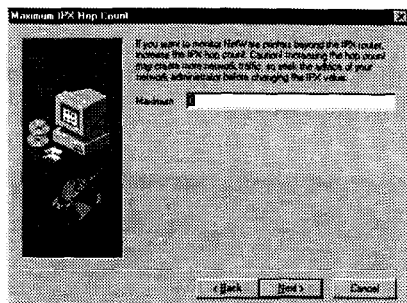 Maximum IPX Hop Count
If you want to monitor NetWare printers beyond the IPX router,
increase the IPX hop count. Caution! Increasing the hop count
may create more network traffic, so seek the advice of your
network administrator before changing the IPX value.
Maximum
< Back
Next >
Cancel